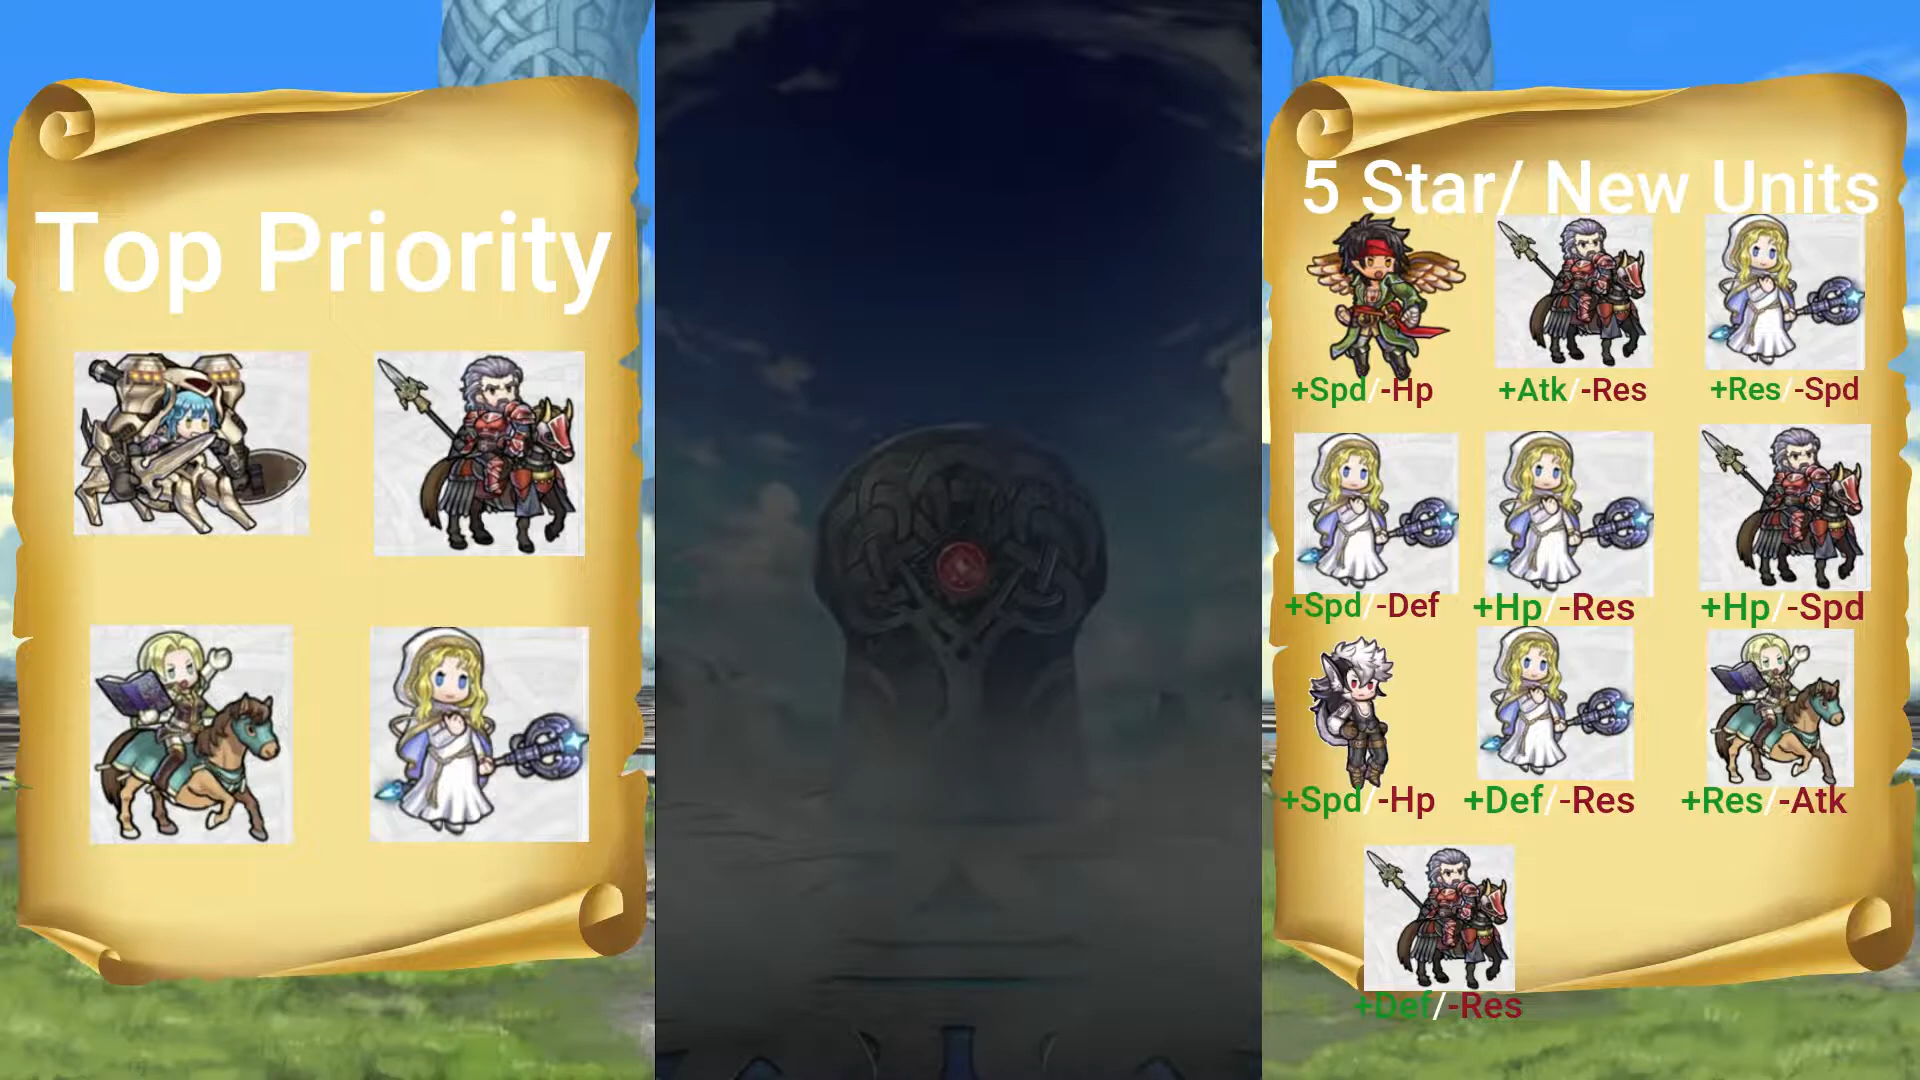 Top Priority
5 Star/ New Units
+Spd/-Hp
+Atk/-Res
+Res/-Spd
+Spd/-Def
+Hp/-Res
+Hp/-Spd
+Spd/-Hp
+Def/-Res
+Res/-Atk
+Def/-Res